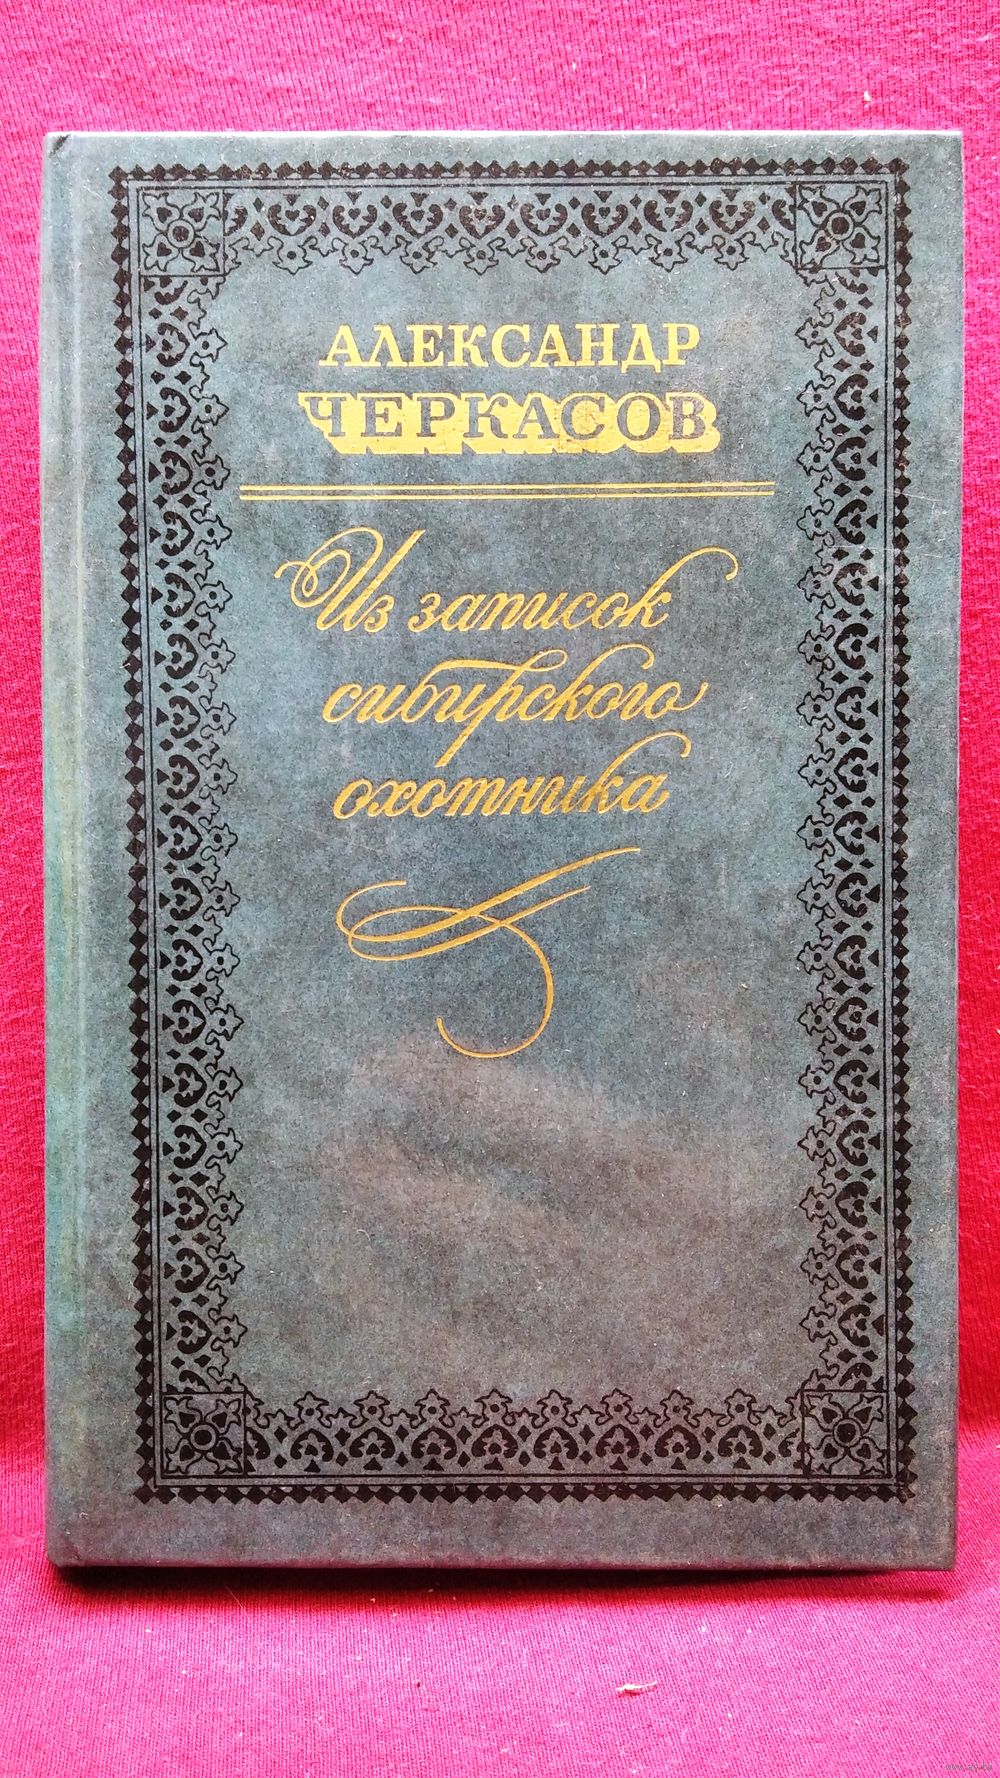 АЛЕКСАНДР
ЧЕРКАСОВ
Из записок
сибирского
охотника